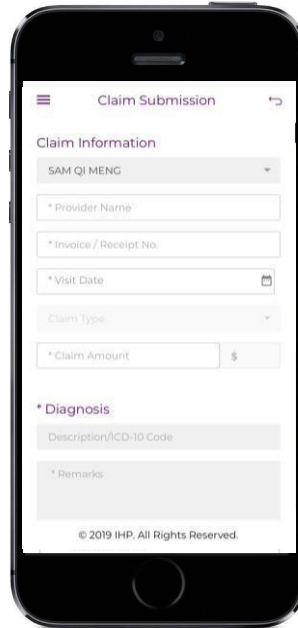 Claim Submission
Claim Information
SAM QI MENG
* Provider Name
* Invoice / Receipt No.
* Visit Date
Claim Type
* Claim Amount $
* Diagnosis
Description/ICD-10 Code
* Remarks
© 2019 IHP. All Rights Reserved.